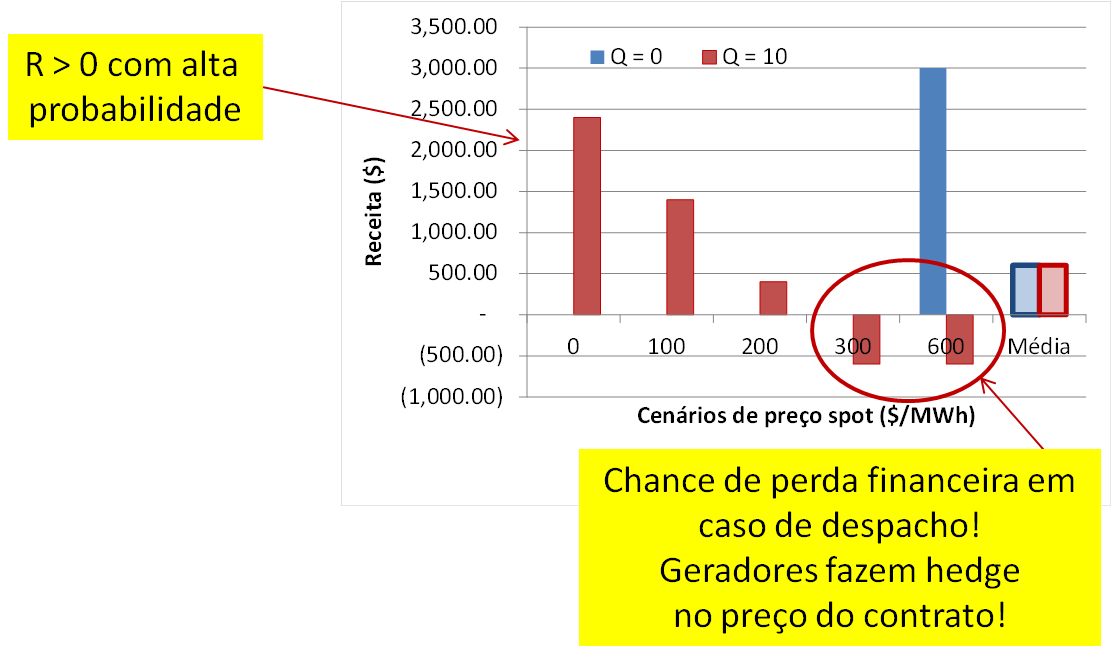 R > 0 com alta
probabilidade
3,500.00
3,000.00
2,500.00
2,000.00
1,500.00
1,000.00
500.00
-
(500.00)
(1,000.00)
Receita ($)
Q = 0 Q = 10
0 100 200 300 600 Média
Cenários de preço spot ($/MWh)
Chance de perda financeira em
caso de despacho!
Geradores fazem hedge
no preço do contrato!